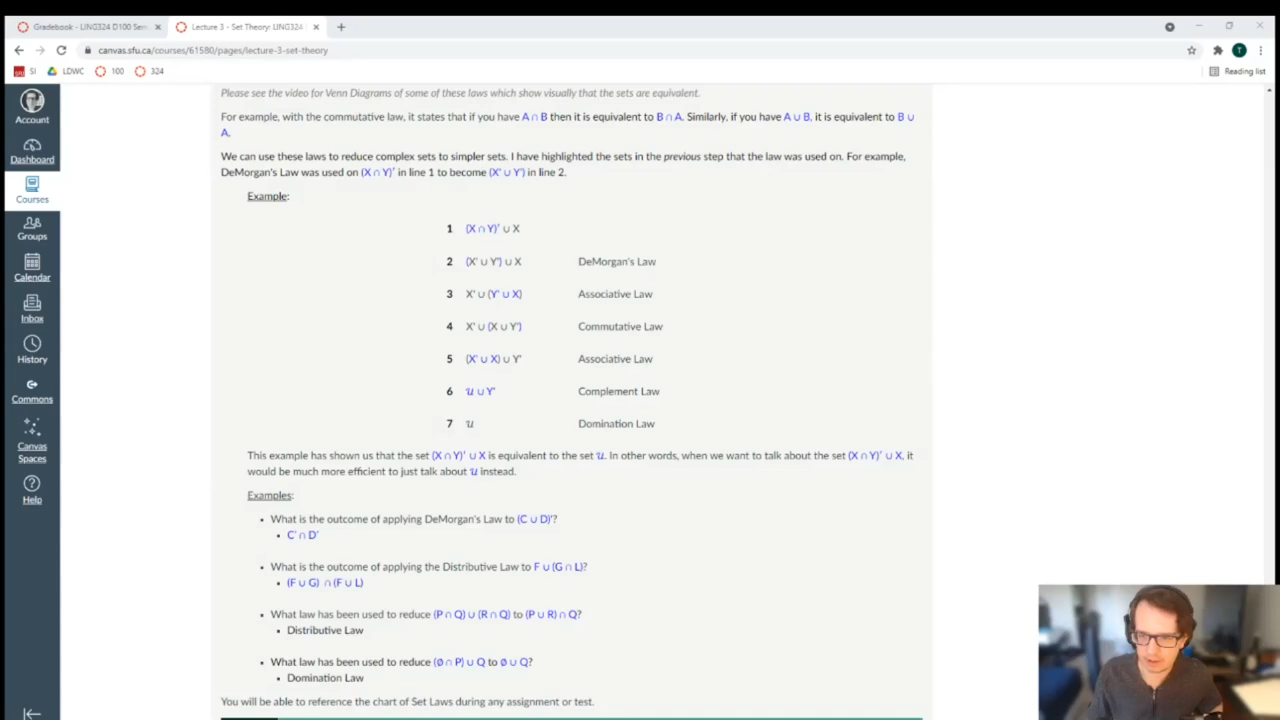 Gradebook - LING324 D100 Sem
Lecture 3 - Set Theory: LING324
canvas.sfu.ca/courses/61580/pages/lecture-3-set-theory
T
SFU SI LDWC 100 324 Reading list
Account
Dashboard
Courses
Groups
Calendar
Inbox
History
Commons
Canvas
Spaces
Help
Please see the video for Venn Diagrams of some of these laws which show visually that the sets are equivalent.
For example, with the commutative law, it states that if you have A ∩ B then it is equivalent to B ∩ A. Similarly, if you have A ∪ B, it is equivalent to B ∪
A.
We can use these laws to reduce complex sets to simpler sets. I have highlighted the sets in the previous step that the law was used on. For example,
DeMorgan's Law was used on (X ∩ Y)' in line 1 to become (X' ∪ Y') in line 2.
Example:
1 (X ∩ Y)' ∪ X
2 (X' ∪ Y') ∪ X DeMorgan's Law
3 X' ∪ (Y' ∪ X) Associative Law
4 X' ∪ (X ∪ Y') Commutative Law
5 (X' ∪ X) ∪ Y' Associative Law
6 𝒰 ∪ Y' Complement Law
7 𝒰 Domination Law
This example has shown us that the set (X ∩ Y)' ∪ X is equivalent to the set 𝒰. In other words, when we want to talk about the set (X ∩ Y)' ∪ X, it
would be much more efficient to just talk about 𝒰 instead.
Examples:
• What is the outcome of applying DeMorgan's Law to (C ∪ D)'?
• C' ∩ D'
• What is the outcome of applying the Distributive Law to F ∪ (G ∩ L)?
• (F ∪ G) ∩ (F ∪ L)
• What law has been used to reduce (P ∩ Q) ∪ (R ∩ Q) to (P ∪ R) ∩ Q?
• Distributive Law
• What law has been used to reduce (∅ ∩ P) ∪ Q to ∅ ∪ Q?
• Domination Law
You will be able to reference the chart of Set Laws during any assignment or test.